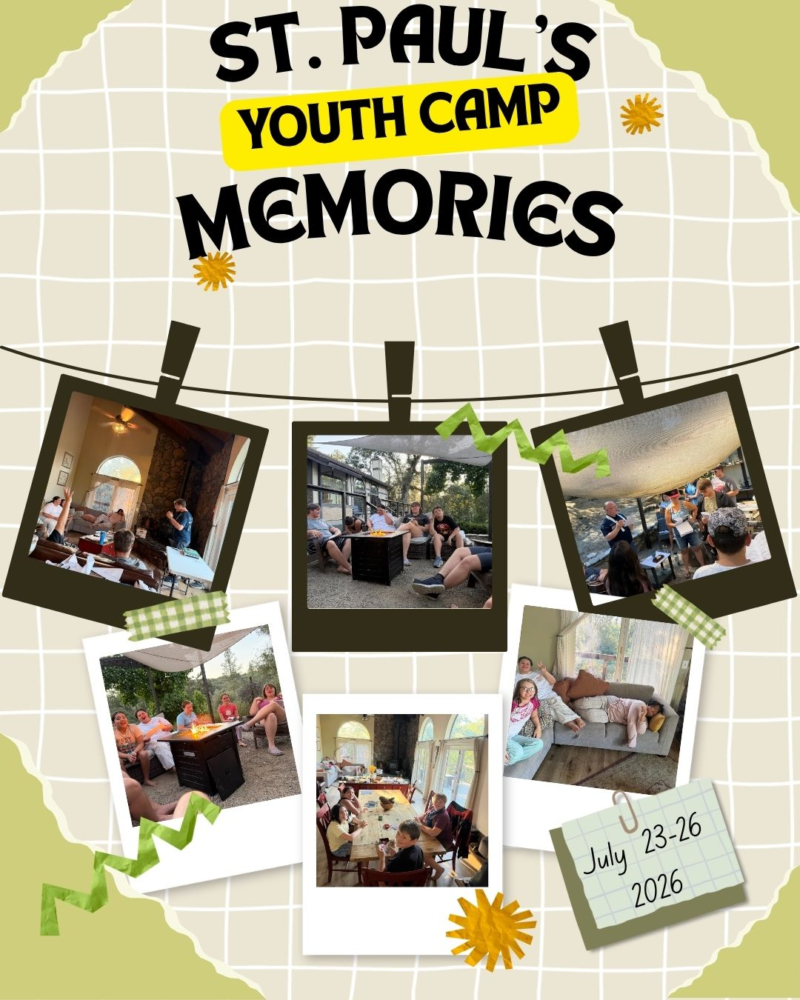 ST. PAUL'S
YOUTH CAMP
MEMORIES
July 23-26
2026